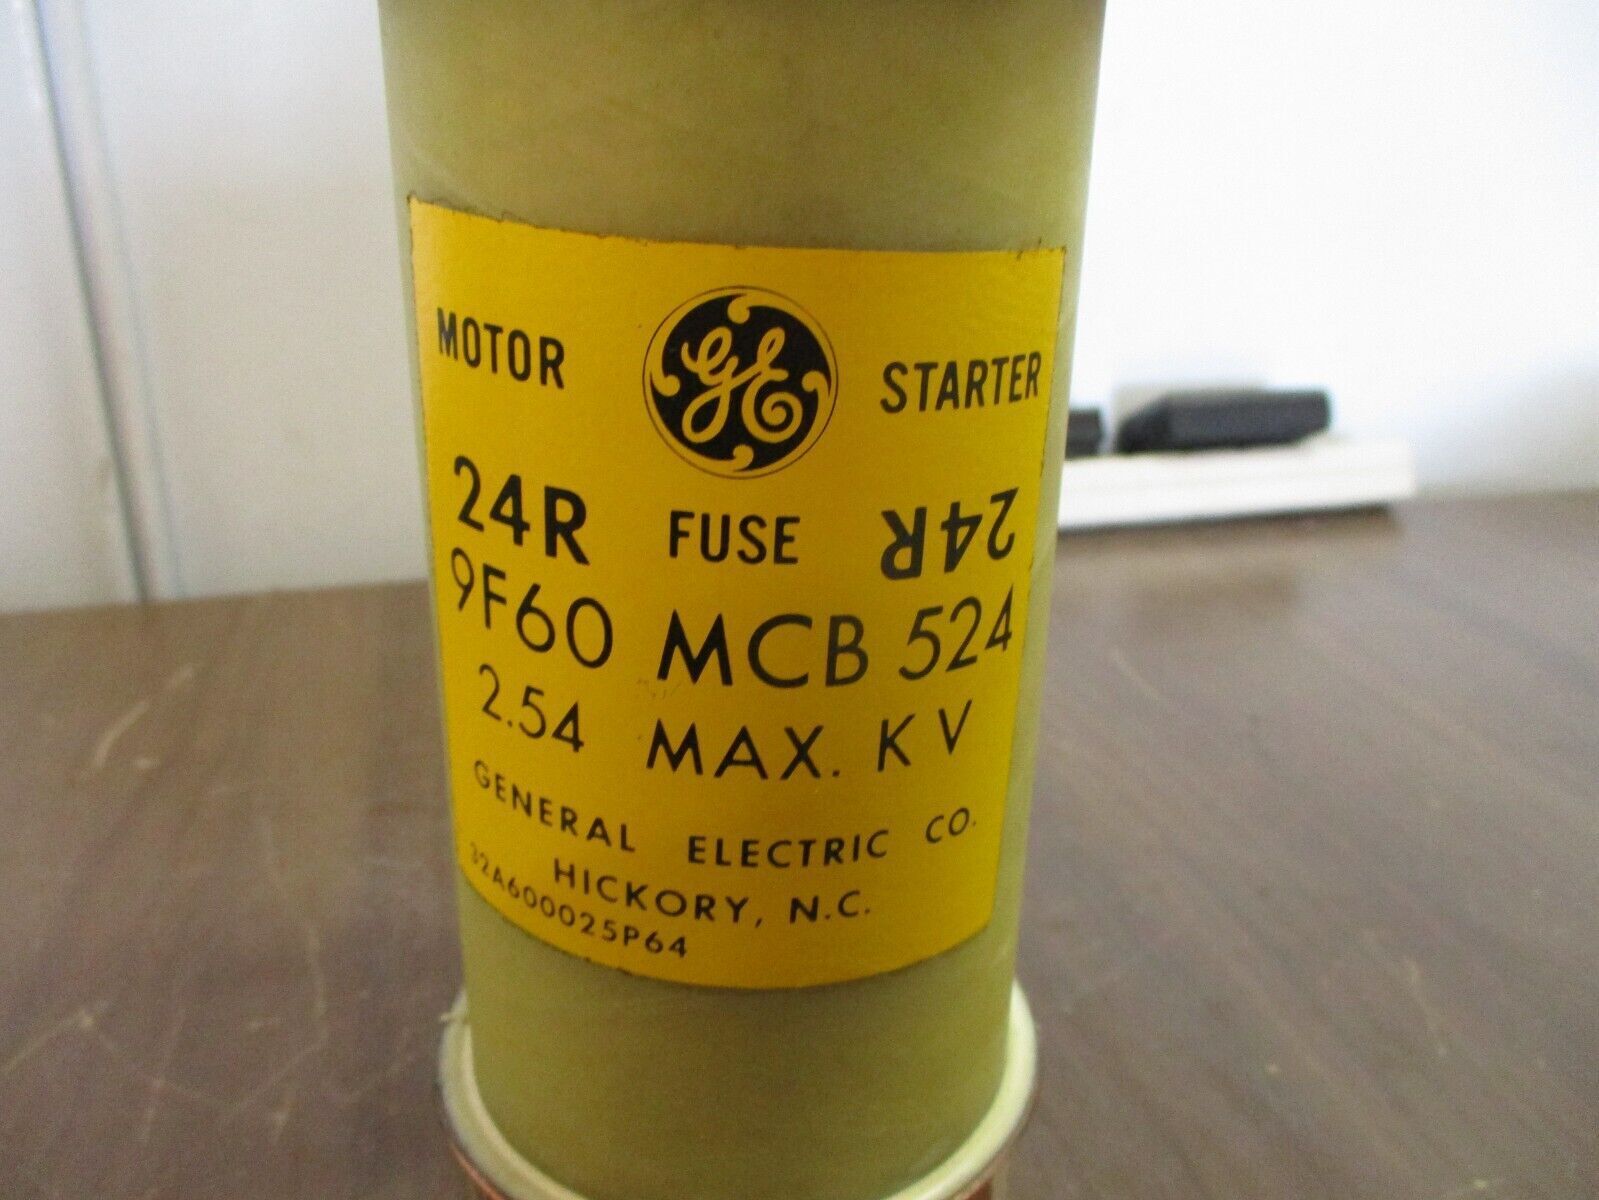 MOTOR GE STARTER
24R FUSE 24R
9F60 MCB 524
2.54 MAX. KV
GENERAL ELECTRIC CO.
HICKORY, N.C.
32A600025P64